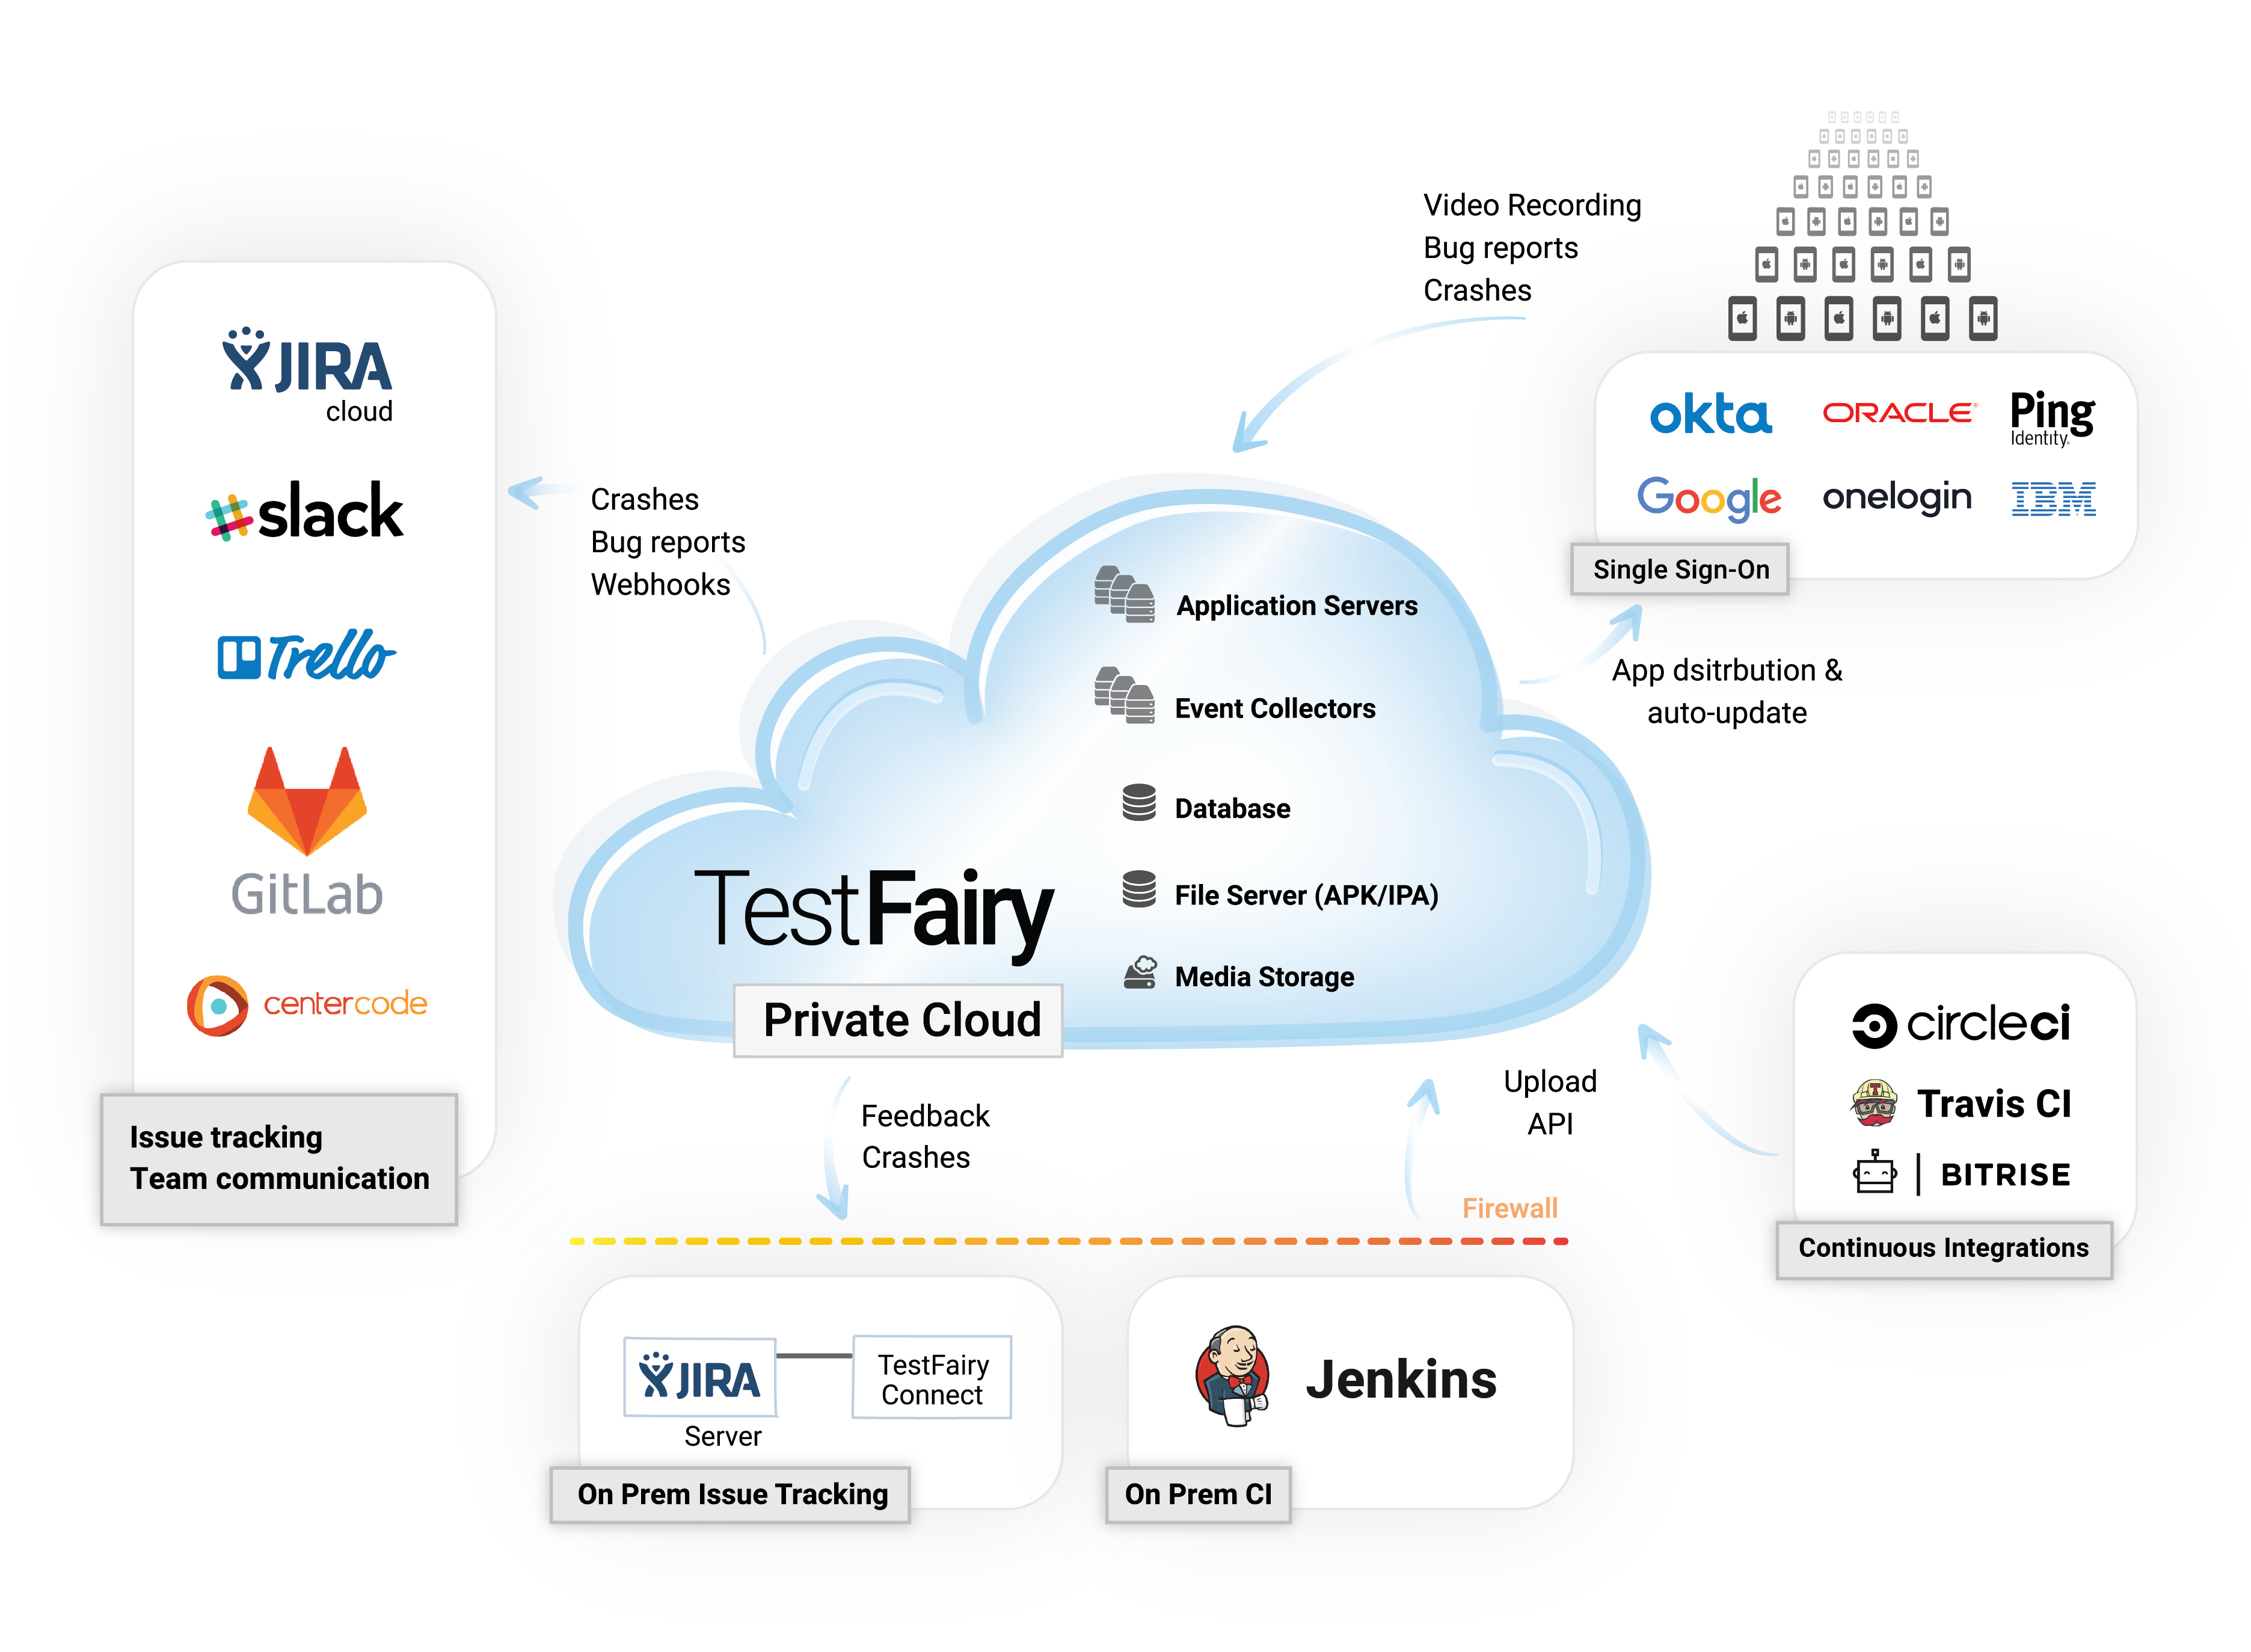 JIRA
cloud
slack
Trello
GitLab
centercode
Issue tracking
Team communication
Crashes
Bug reports
Webhooks
Video Recording
Bug reports
Crashes
okta
ORACLE®
Ping
Identity®
Google
onelogin
IBM
Single Sign-On
App dsitrbution &
auto-update
Application Servers
Event Collectors
Database
File Server (APK/IPA)
Media Storage
TestFairy
Private Cloud
Feedback
Crashes
Upload
API
Firewall
circleci
Travis CI
| BITRISE
Continuous Integrations
JIRA
Server
TestFairy
Connect
On Prem Issue Tracking
Jenkins
On Prem CI